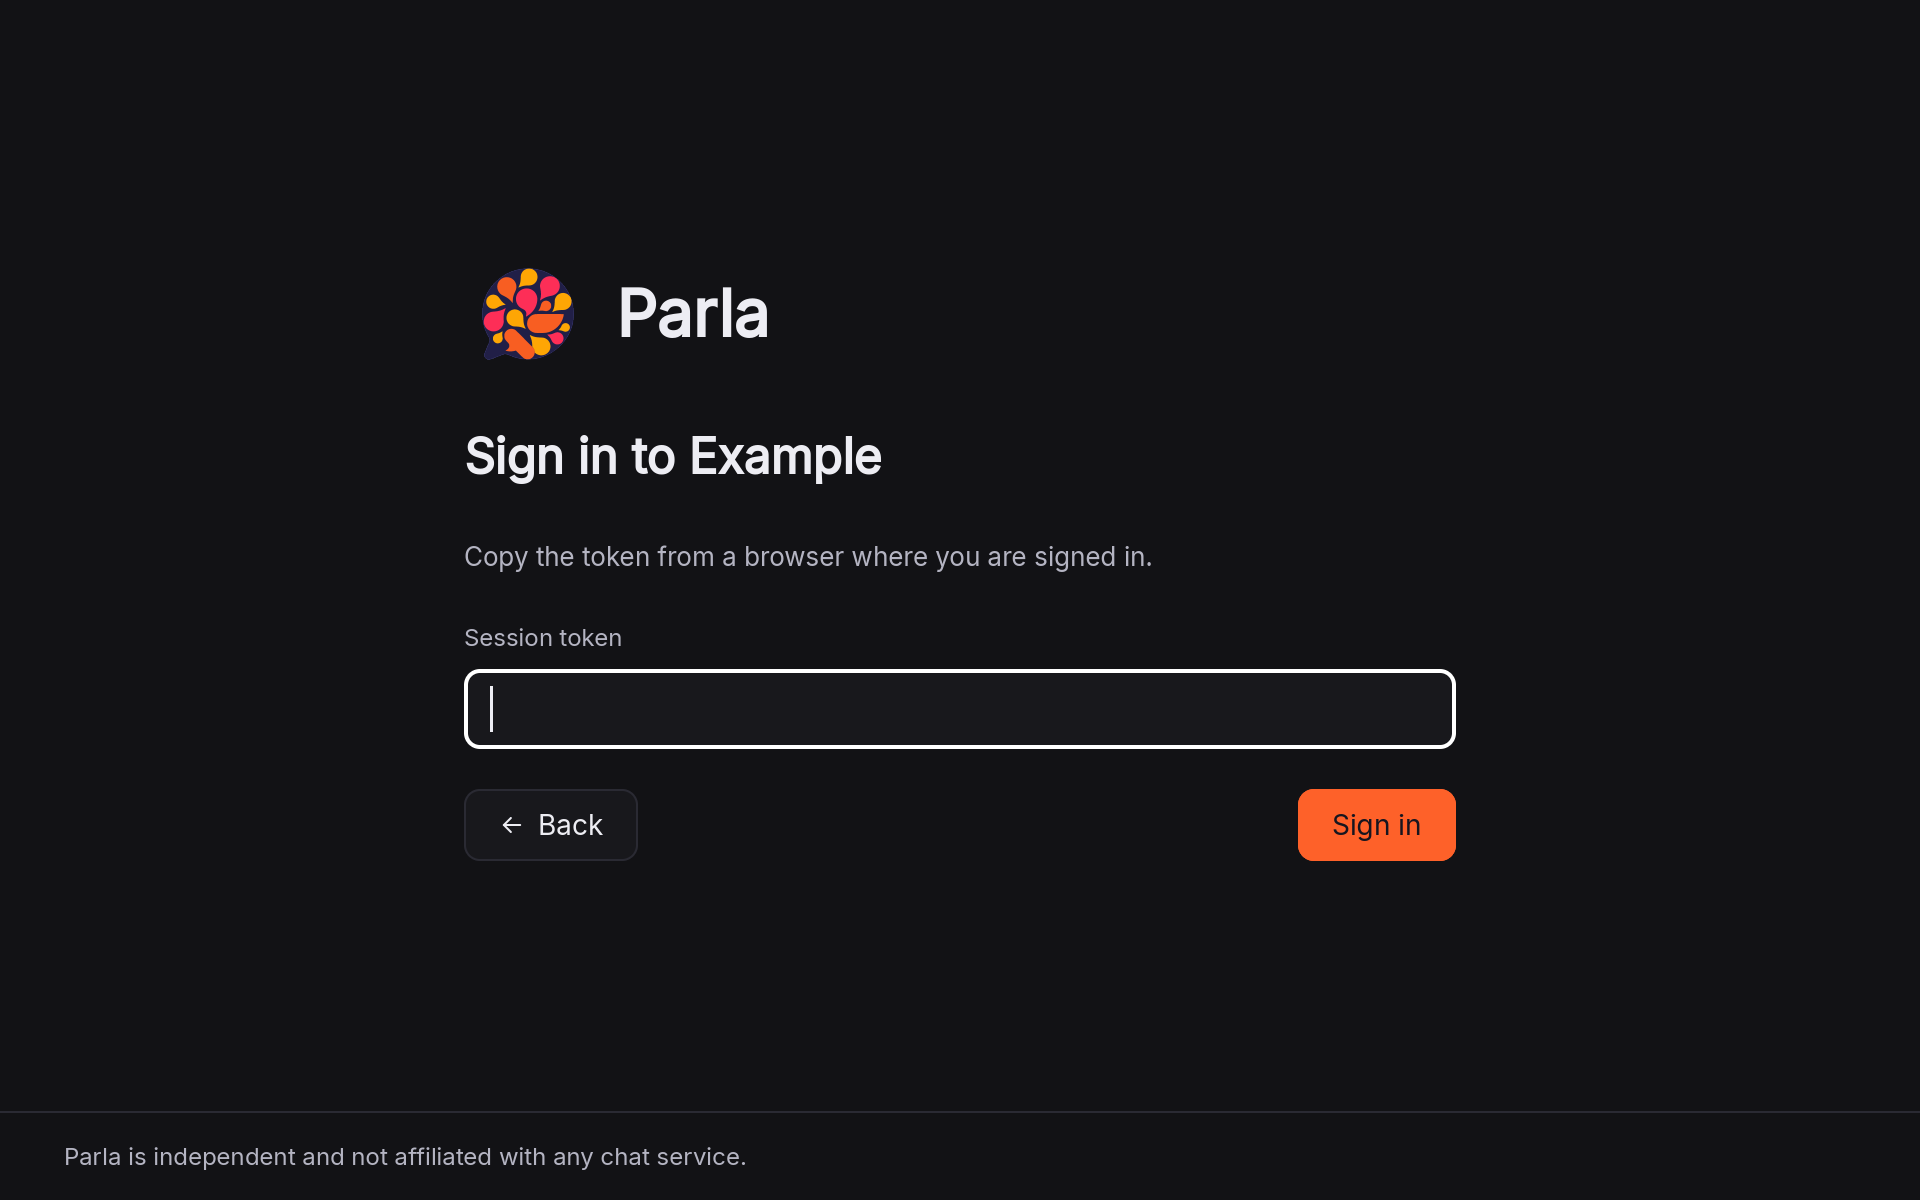 Parla
Sign in to Example
Copy the token from a browser where you are signed in.
Session token
← Back
Sign in
Parla is independent and not affiliated with any chat service.